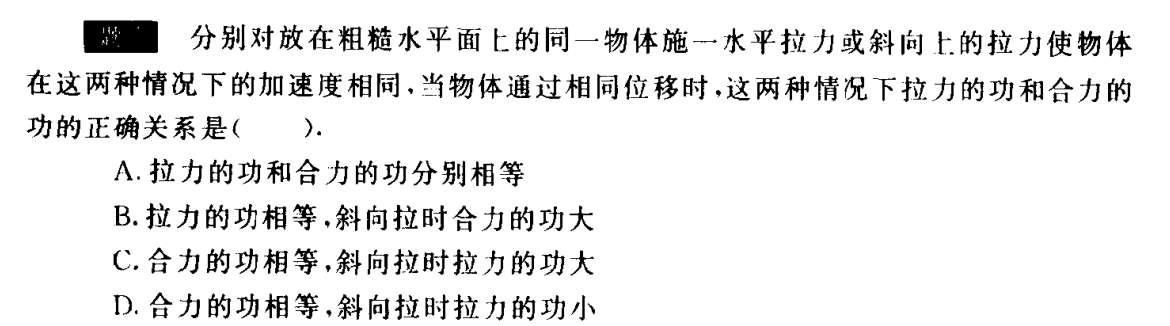 题 分别对放在粗糙水平面上的同一物体施一水平拉力或斜向上的拉力使物体
在这两种情况下的加速度相同,当物体通过相同位移时,这两种情况下拉力的功和合力的
功的正确关系是(  ).
A. 拉力的功和合力的功分别相等
B. 拉力的功相等,斜向拉时合力的功大
C. 合力的功相等,斜向拉时拉力的功大
D. 合力的功相等,斜向拉时拉力的功小